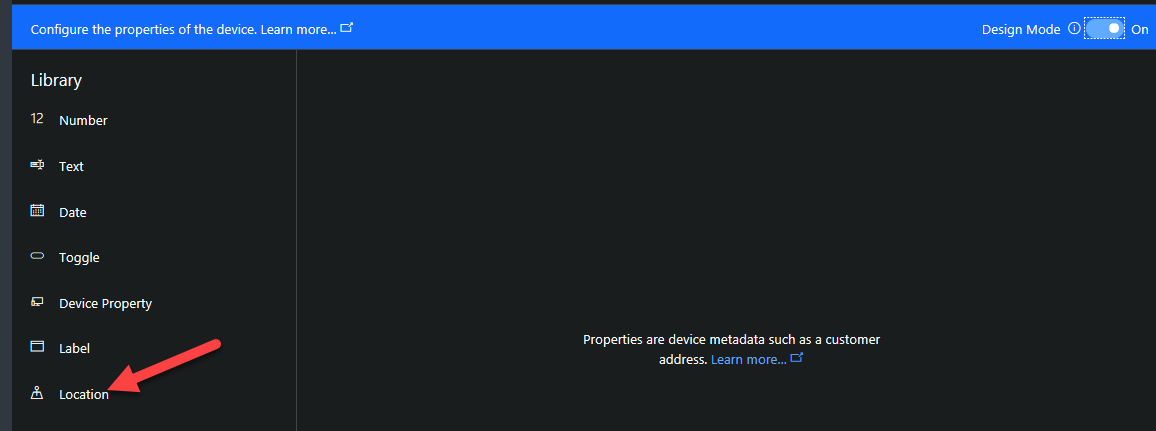 Configure the properties of the device. Learn more...
Design Mode
On
Library
12 Number
Text
Date
Toggle
Device Property
Label
Location
Properties are device metadata such as a customer
address. Learn more...